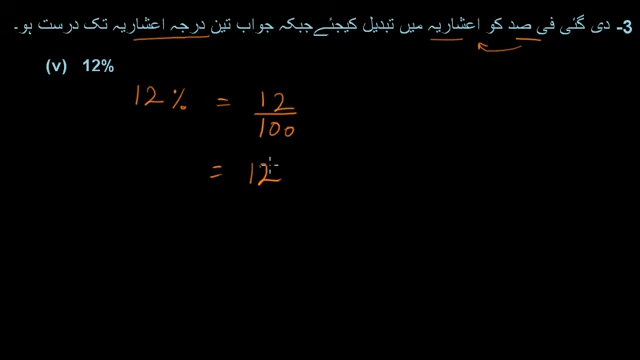 3- دی گئی فی صد کو اعشاریہ میں تبدیل کیجئے جبکہ جواب تین درجہ اعشاریہ تک درست ہو۔
(v) 12%
12% = 12/100
= 12